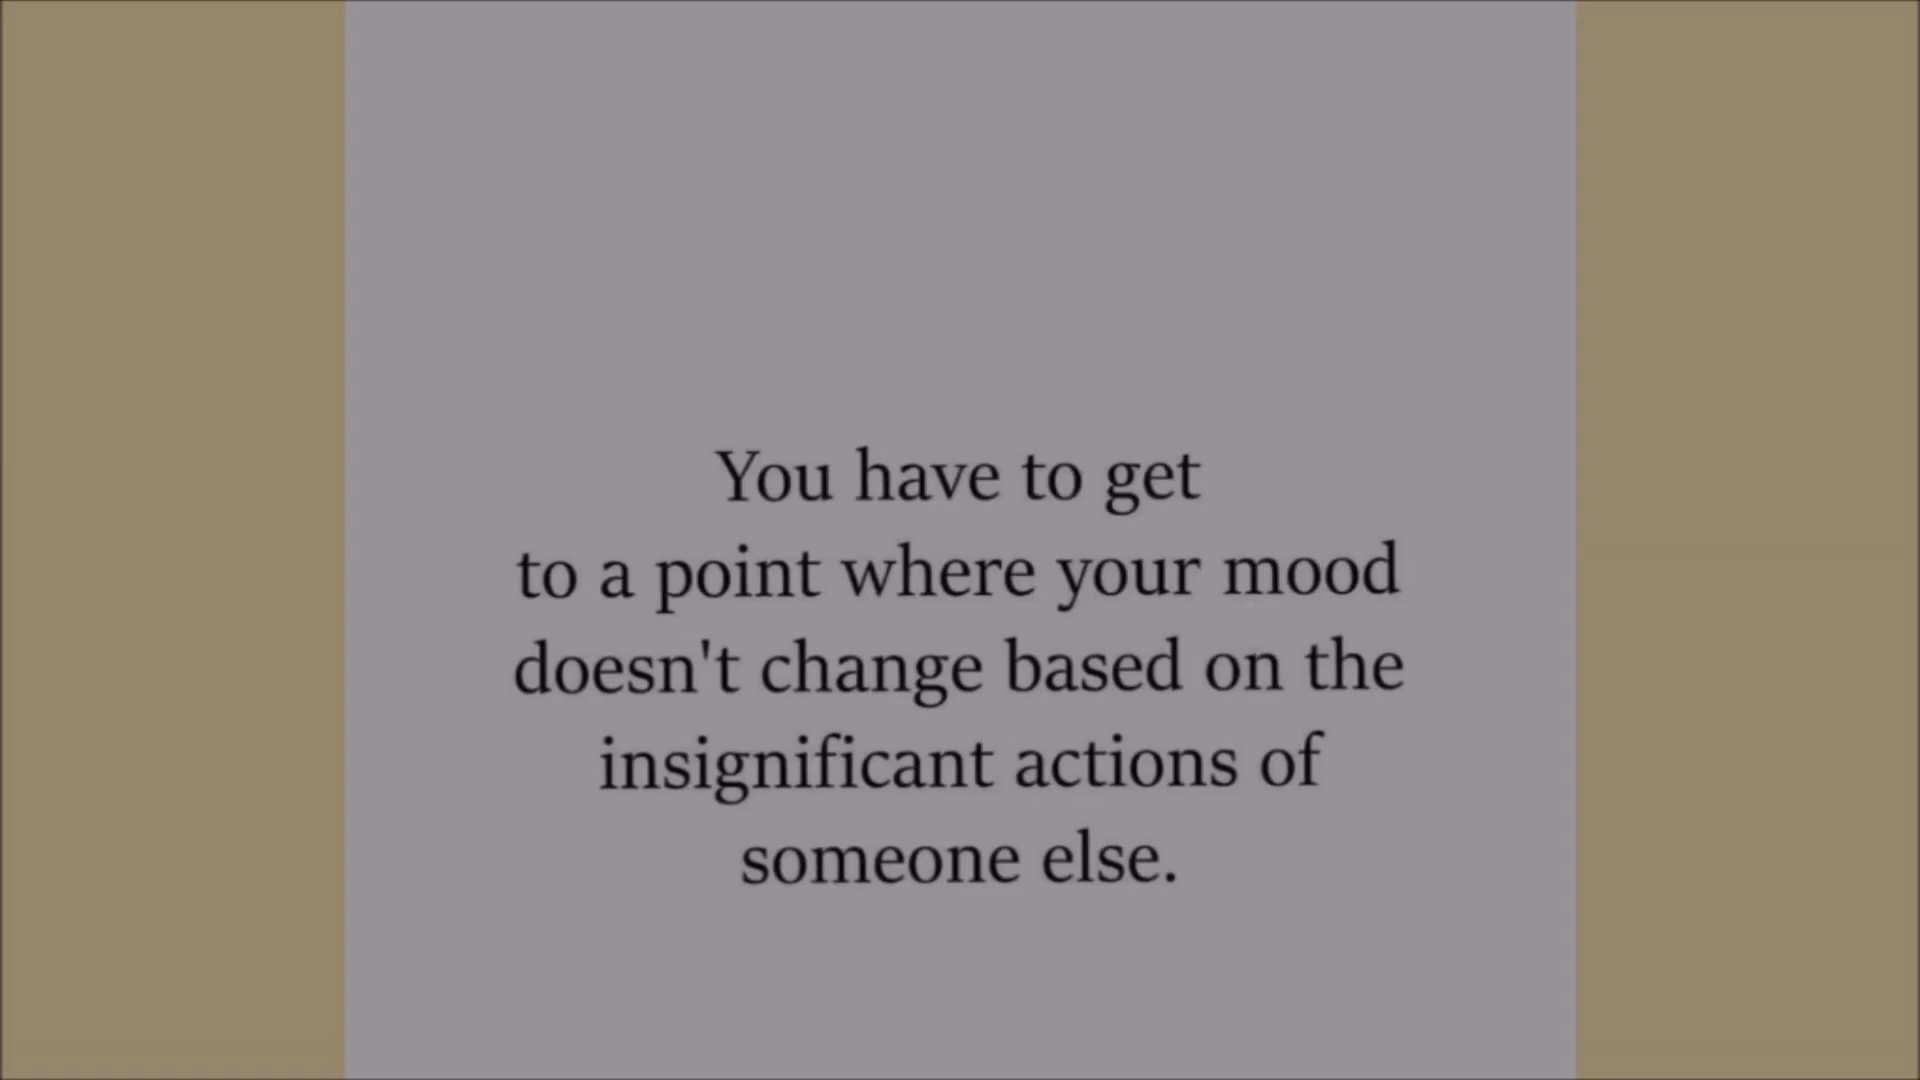 You have to get
to a point where your mood
doesn't change based on the
insignificant actions of
someone else.